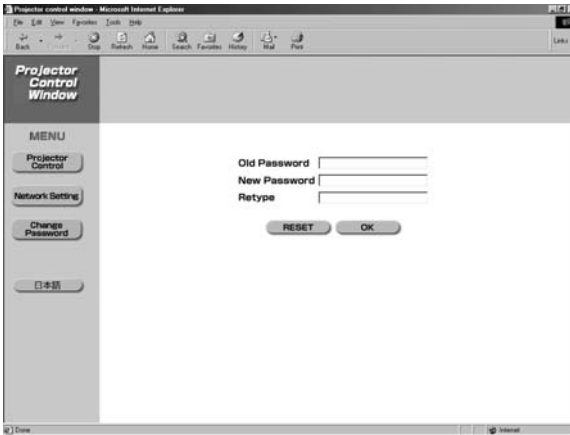 Projector control window - Microsoft Internet Explorer
File Edit View Favorites Tools Help
Back Forward Stop Refresh Home Search Favorites History Mail Print
Links
Projector
Control
Window
MENU
Projector
Control
Network Setting
Change
Password
日本語
Old Password
New Password
Retype
RESET OK
Done
Internet